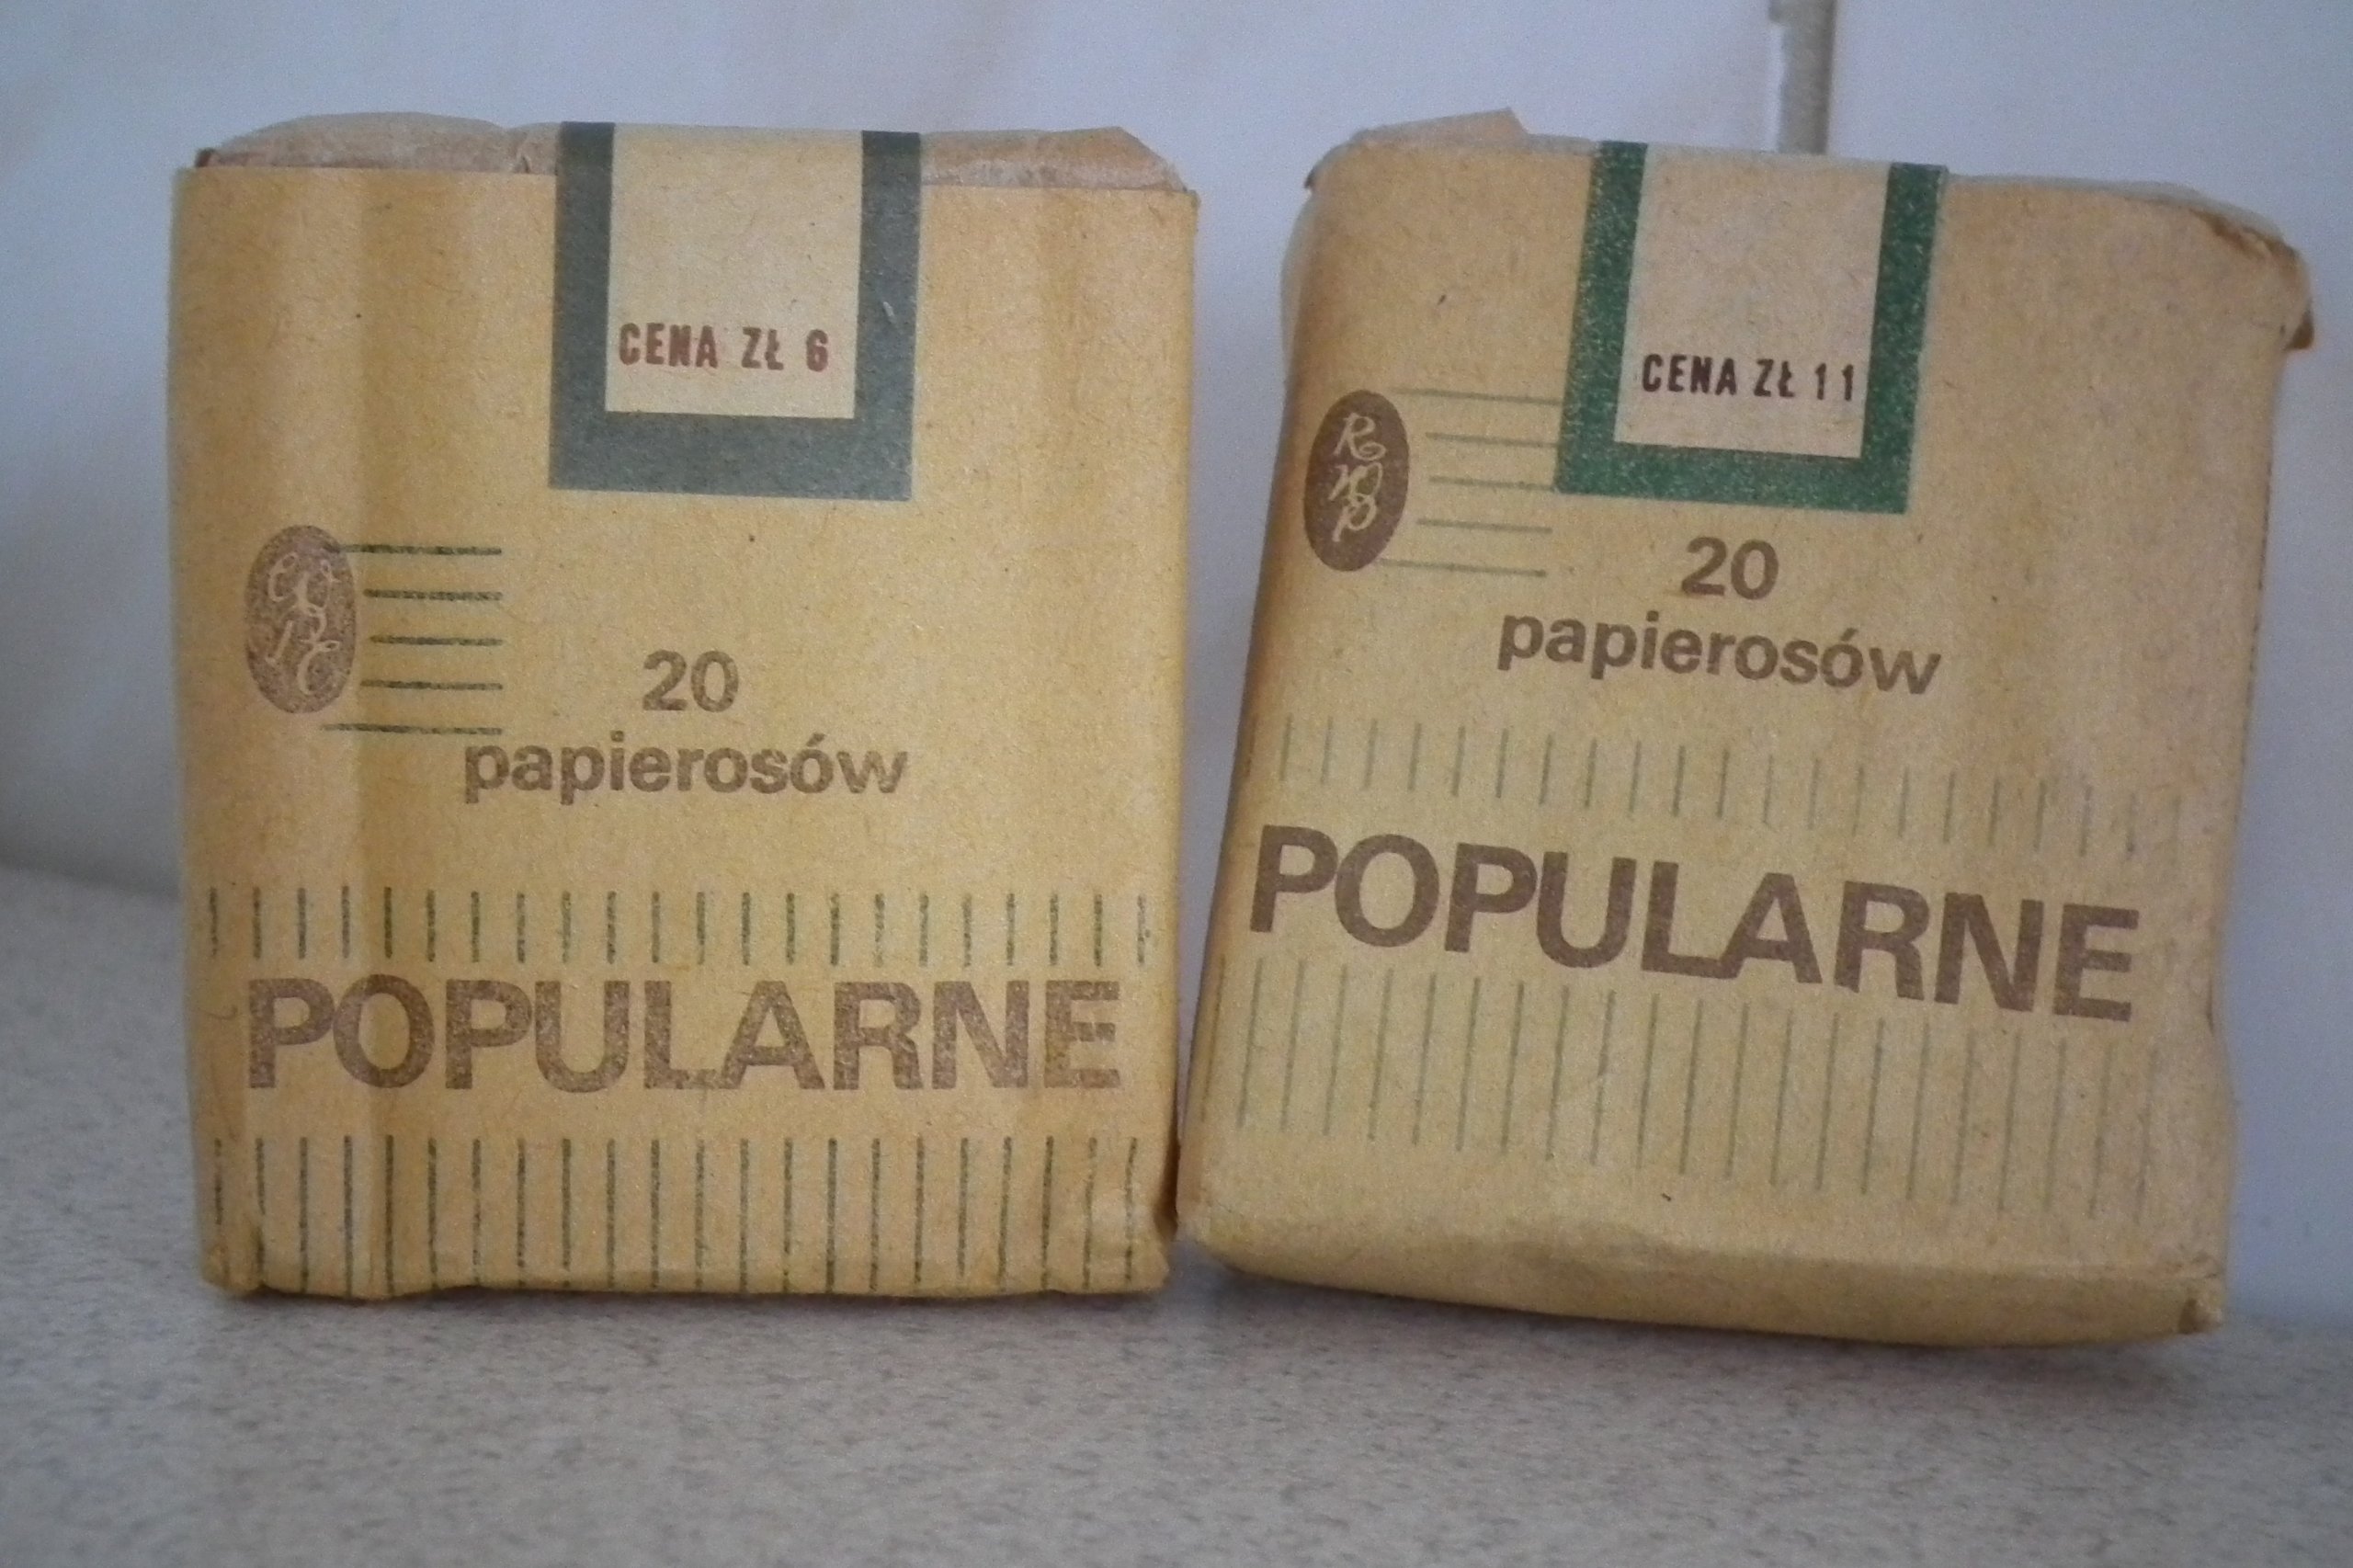 CENA ZŁ 6
20
papierosów
POPULARNE
CENA ZŁ 11
20
papierosów
POPULARNE